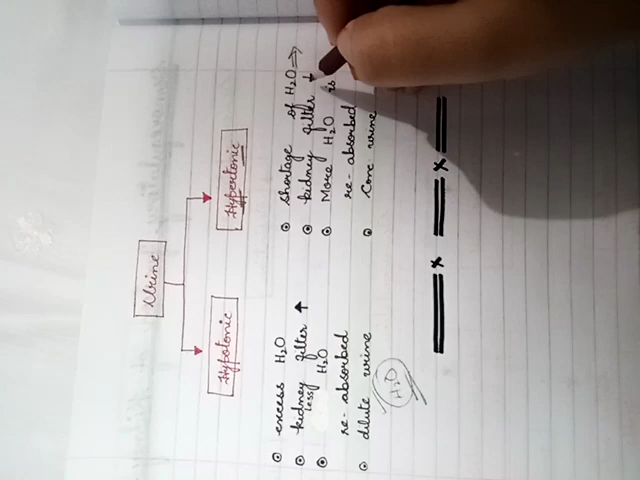 Urine
Hypotonic
Hypertonic
excess H2O
kidney filter ↑
less H2O
re-absorbed
dilute urine
H2O
shortage of H2O ⇒
kidney filter ↓
More H2O is
re-absorbed
Conc. urine